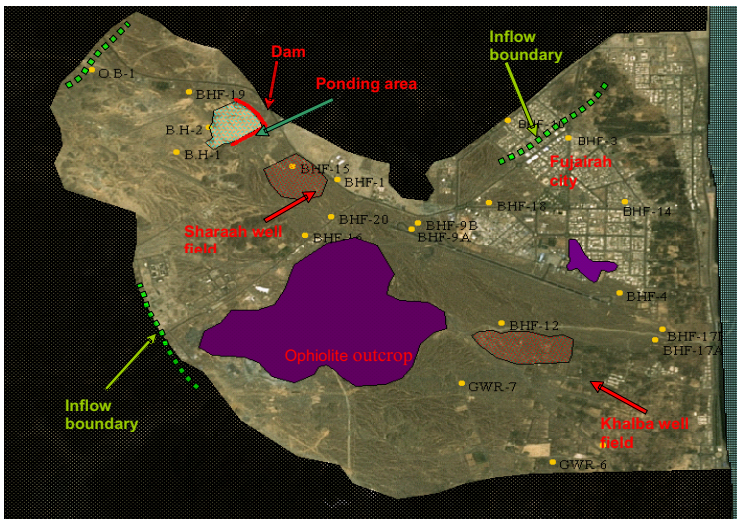 Inflow
boundary
Dam
Ponding area
O.B-1
BHF-19
B.H-2
B.H-1
BHF-3
Fujairah
city
BHF-15
BHF-1
BHF-18
BHF-14
BHF-20
BHF-9B
BHF-9A
Sharaah well
field
BHF-16
BHF-4
BHF-12
BHF-17B
BHF-17A
Ophiolite outcrop
GWR-7
Inflow
boundary
Khalba well
field
GWR-6